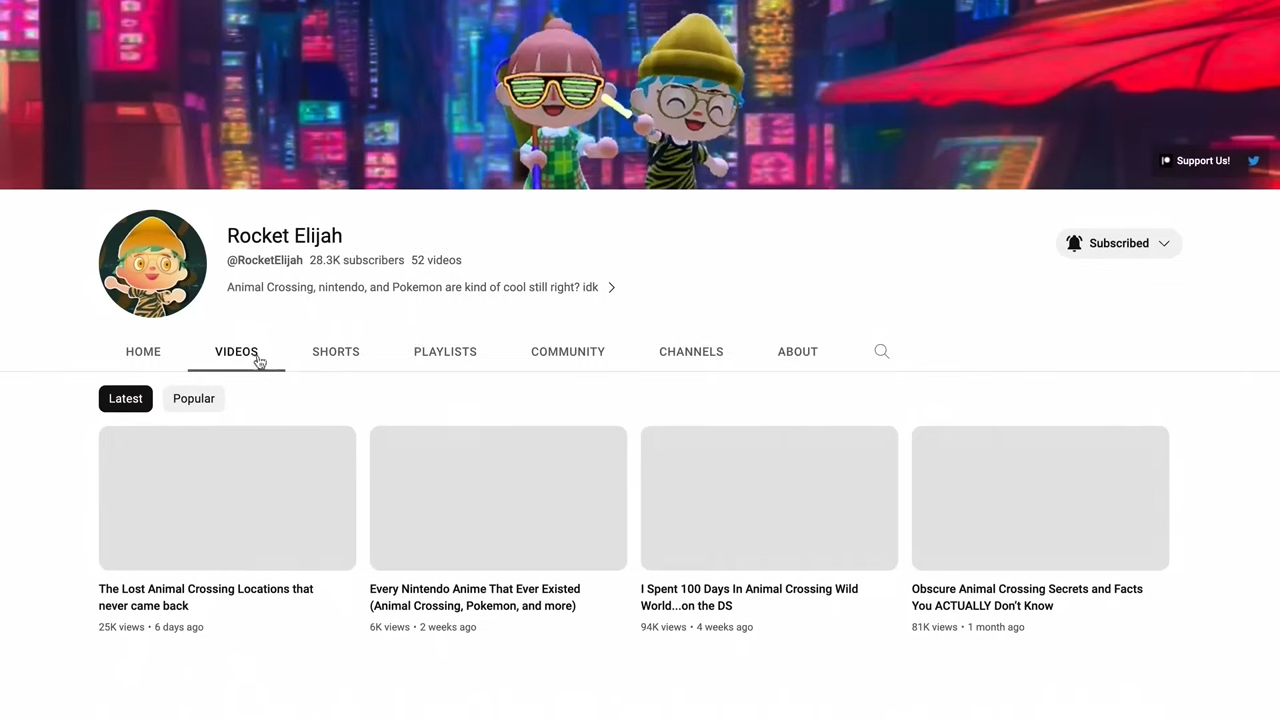 Support Us!
Rocket Elijah
@RocketElijah 28.3K subscribers 52 videos
Animal Crossing, nintendo, and Pokemon are kind of cool still right? idk
Subscribed
HOME VIDEOS SHORTS PLAYLISTS COMMUNITY CHANNELS ABOUT
Latest Popular
The Lost Animal Crossing Locations that
never came back
25K views • 6 days ago
Every Nintendo Anime That Ever Existed
(Animal Crossing, Pokemon, and more)
6K views • 2 weeks ago
I Spent 100 Days In Animal Crossing Wild
World...on the DS
94K views • 4 weeks ago
Obscure Animal Crossing Secrets and Facts
You ACTUALLY Don't Know
81K views • 1 month ago